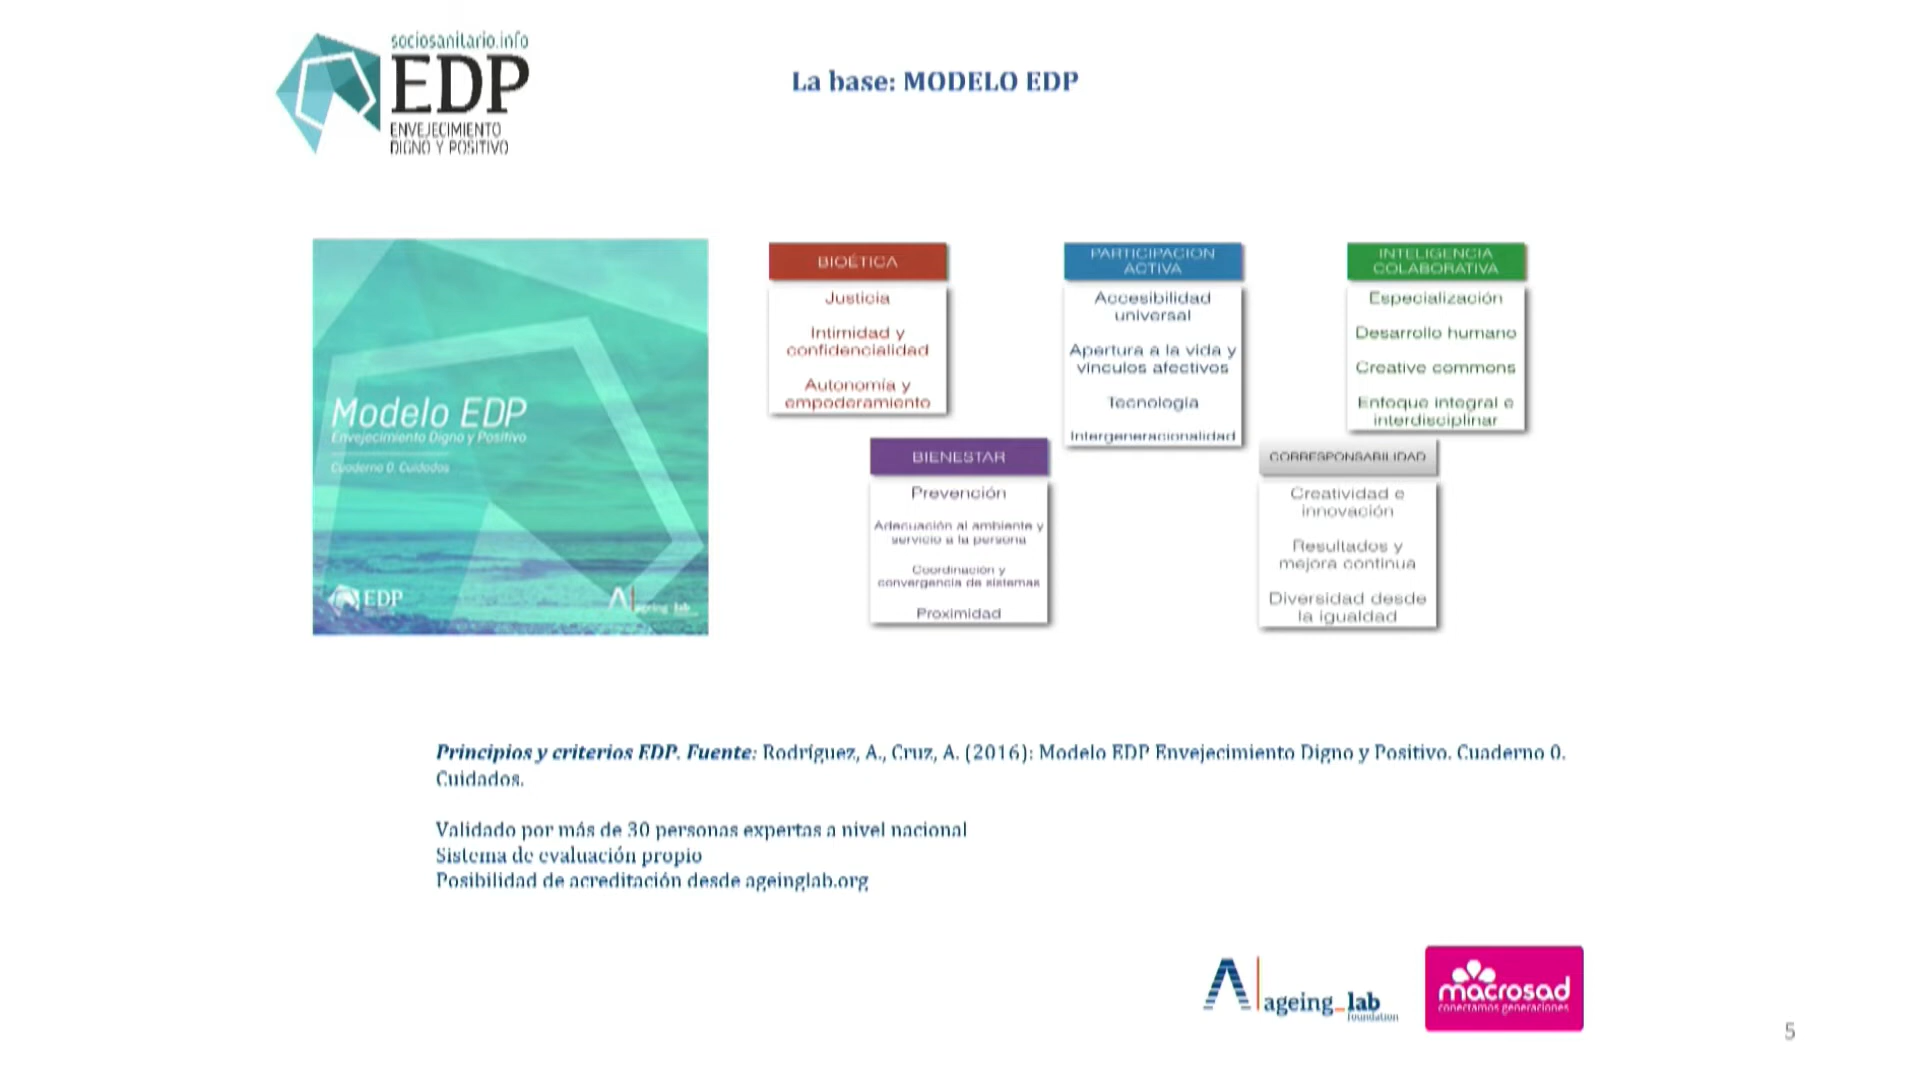 sociosanitario.info
EDP
ENVEJECIMIENTO
DIGNO Y POSITIVO
La base: MODELO EDP
Modelo EDP
Envejecimiento Digno y Positivo
Cuaderno 0. Cuidados
EDP
ageing_lab
BIOÉTICA
Justicia
Intimidad y
confidencialidad
Autonomía y
empoderamiento
PARTICIPACION
ACTIVA
Accesibilidad
universal
Apertura a la vida y
vínculos afectivos
Tecnología
Intergeneracionalidad
INTELIGENCIA
COLABORATIVA
Especialización
Desarrollo humano
Creative commons
Enfoque integral e
interdisciplinar
BIENESTAR
Prevención
Adecuación al ambiente y
servicio a la persona
Coordinación y
convergencia de sistemas
Proximidad
CORRESPONSABILIDAD
Creatividad e
innovación
Resultados y
mejora continua
Diversidad desde
la igualdad
Principios y criterios EDP. Fuente: Rodríguez, A., Cruz, A. (2016): Modelo EDP Envejecimiento Digno y Positivo. Cuaderno 0.
Cuidados.
Validado por más de 30 personas expertas a nivel nacional
Sistema de evaluación propio
Posibilidad de acreditación desde ageinglab.org
ageing_lab
foundation
macrosad
conectamos generaciones
5